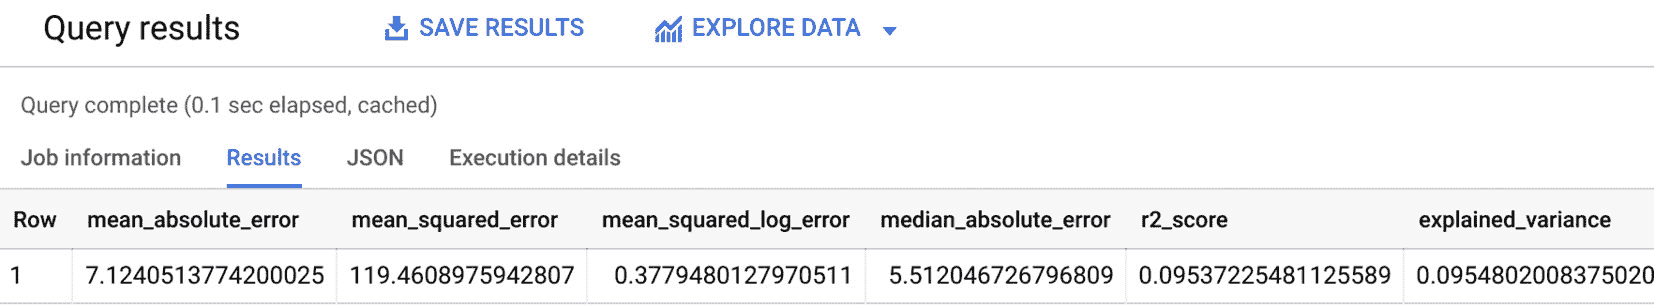 Query results SAVE RESULTS EXPLORE DATA
Query complete (0.1 sec elapsed, cached)
Job information Results JSON Execution details
Row mean_absolute_error mean_squared_error mean_squared_log_error median_absolute_error r2_score explained_variance
1 7.1240513774200025 119.4608975942807 0.3779480127970511 5.512046726796809 0.09537225481125589 0.0954802008375020